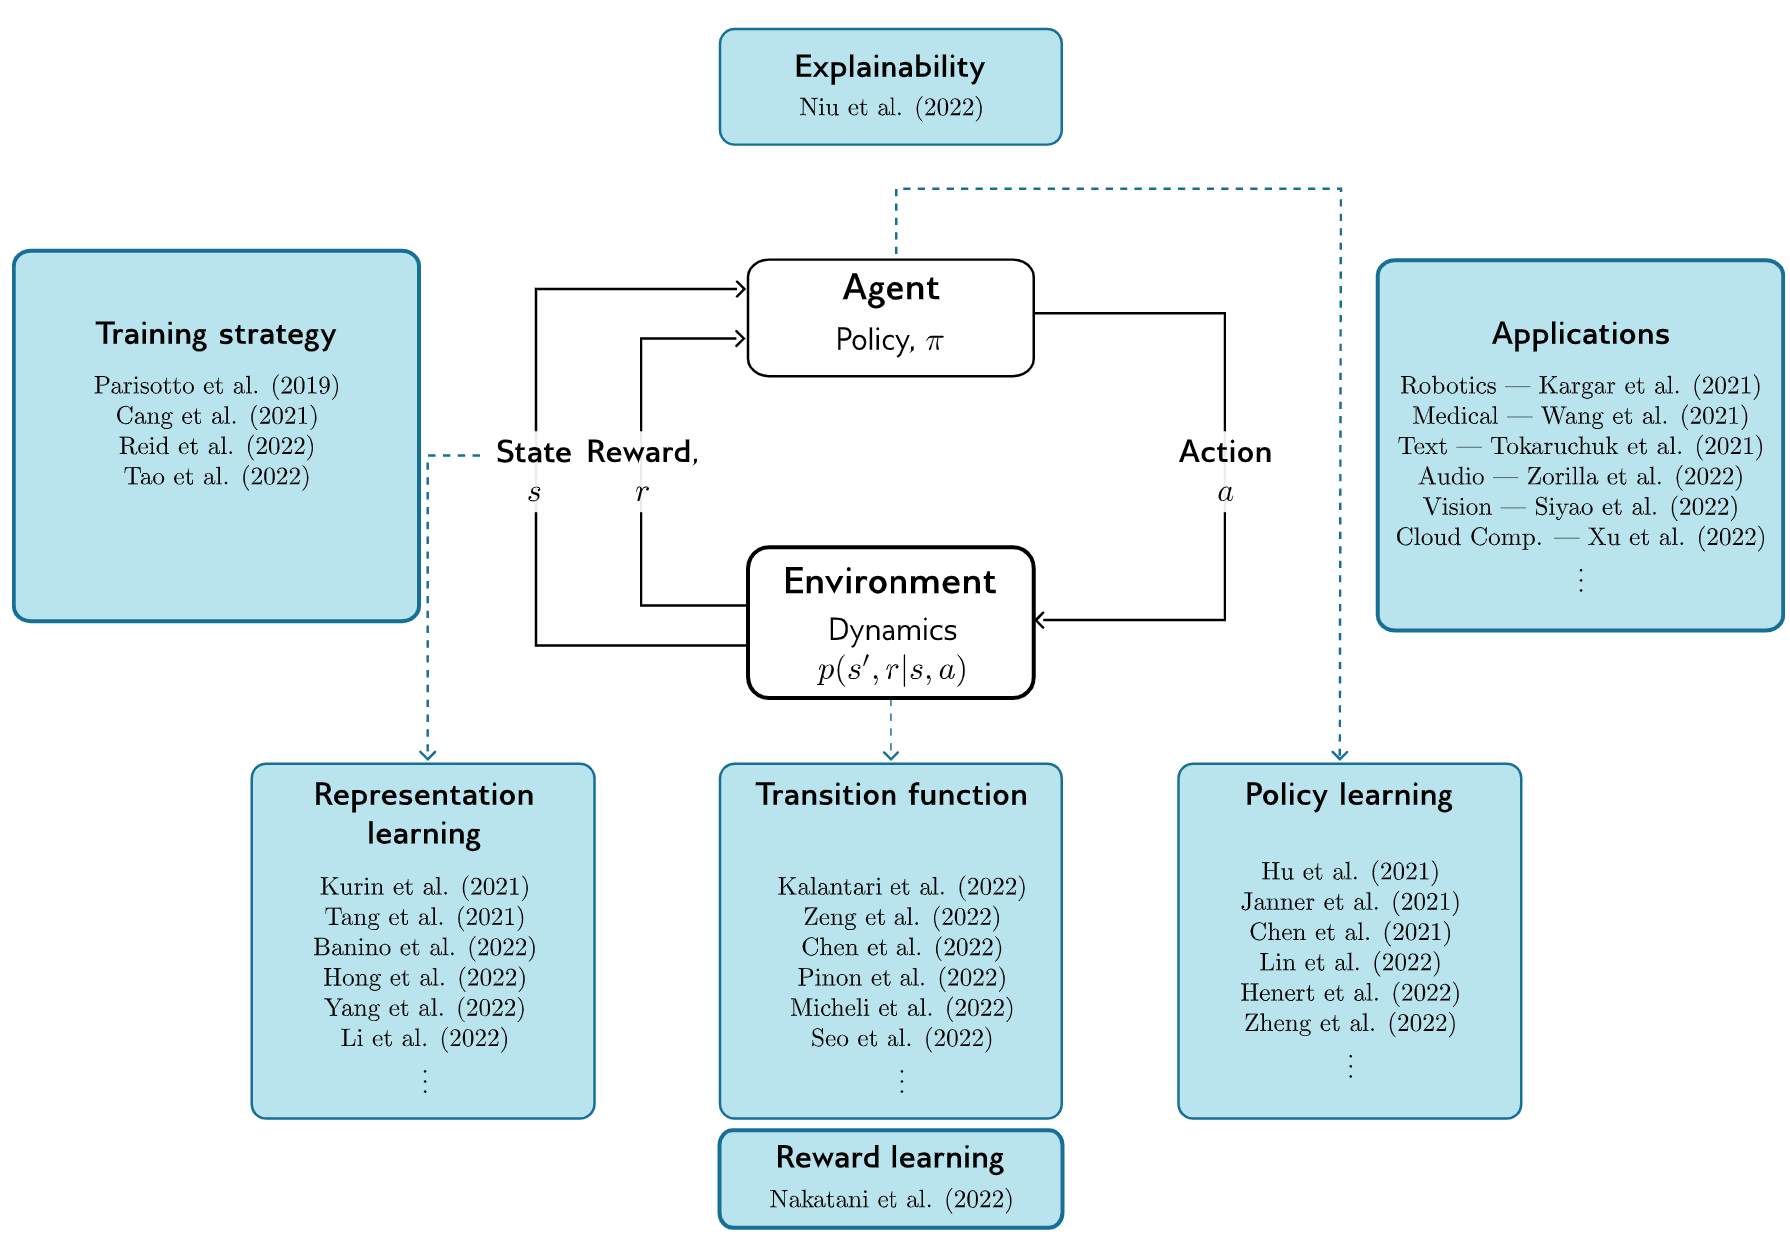 Explainability
Niu et al. (2022)
Training strategy
Parisotto et al. (2019)
Cang et al. (2021)
Reid et al. (2022)
Tao et al. (2022)
Agent
Policy, π
State
s
Reward,
r
Action
a
Environment
Dynamics
p(s′, r|s, a)
Applications
Robotics — Kargar et al. (2021)
Medical — Wang et al. (2021)
Text — Tokaruchuk et al. (2021)
Audio — Zorilla et al. (2022)
Vision — Siyao et al. (2022)
Cloud Comp. — Xu et al. (2022)
⋮
Representation
learning
Kurin et al. (2021)
Tang et al. (2021)
Banino et al. (2022)
Hong et al. (2022)
Yang et al. (2022)
Li et al. (2022)
⋮
Transition function
Kalantari et al. (2022)
Zeng et al. (2022)
Chen et al. (2022)
Pinon et al. (2022)
Micheli et al. (2022)
Seo et al. (2022)
⋮
Policy learning
Hu et al. (2021)
Janner et al. (2021)
Chen et al. (2021)
Lin et al. (2022)
Henert et al. (2022)
Zheng et al. (2022)
⋮
Reward learning
Nakatani et al. (2022)